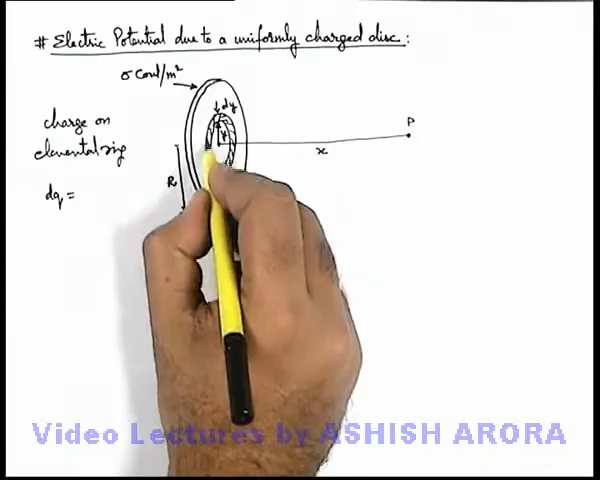 # Electric Potential due to a uniformly charged disc :
σ coul/m²
dy
y
P
charge on
elemental ring
x
R
dq =
Video Lectures by ASHISH ARORA